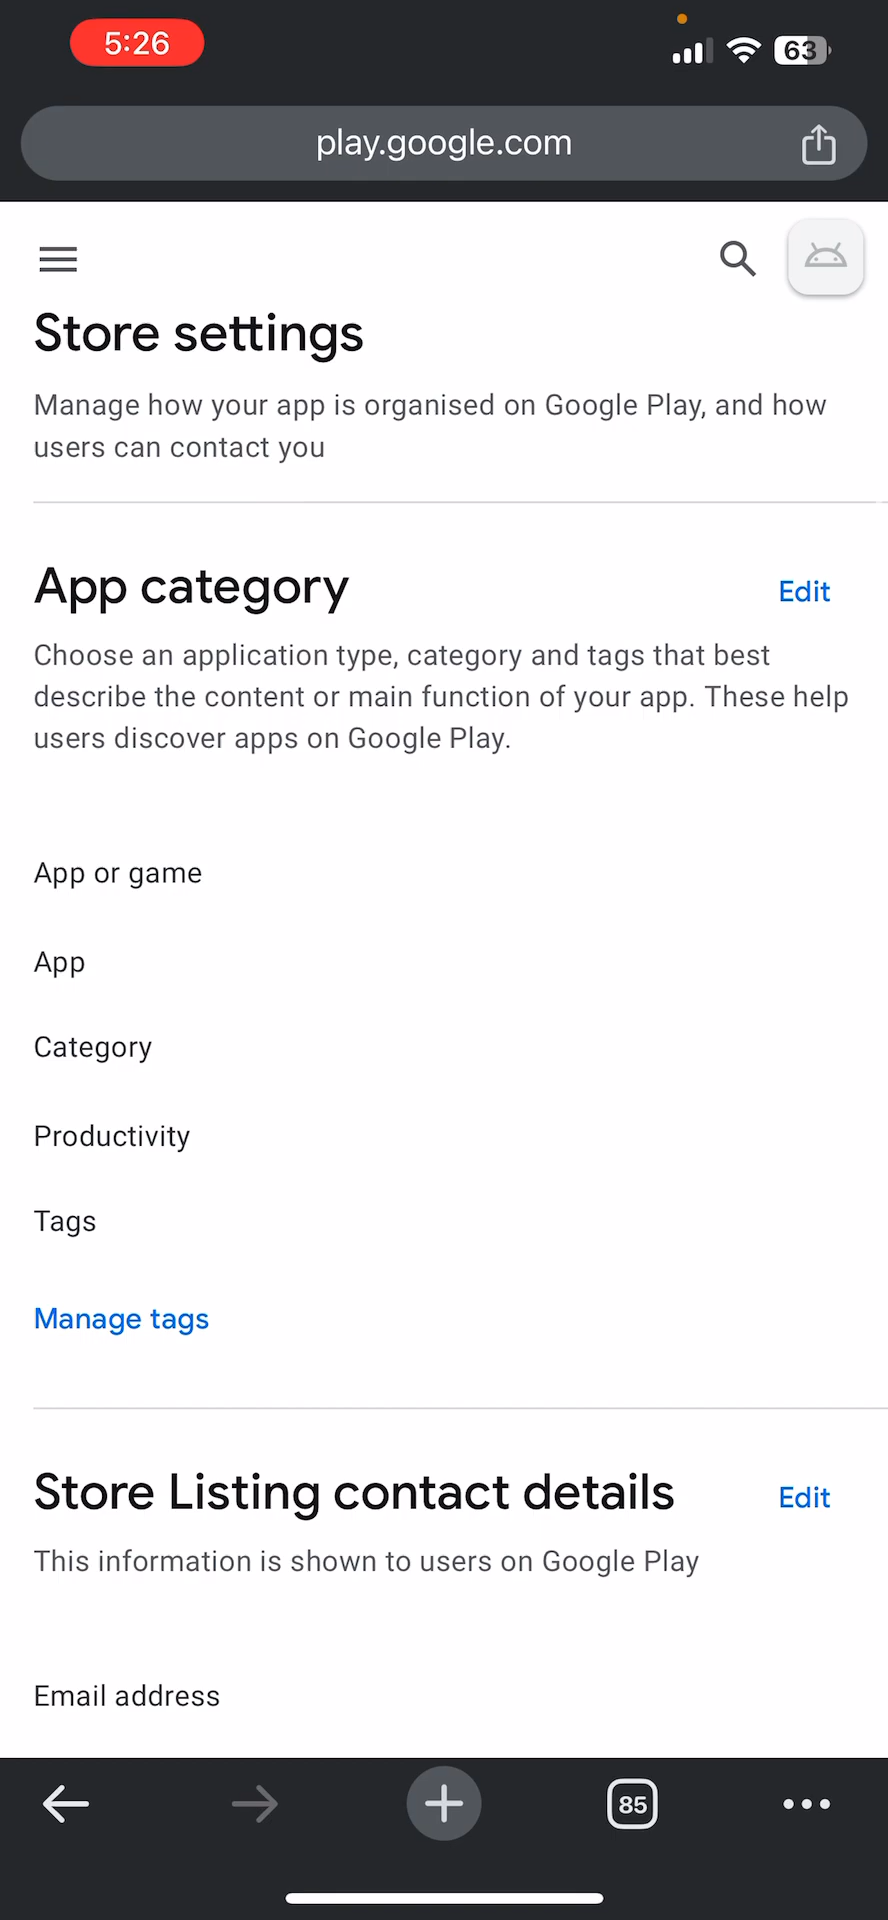 5:26
63
play.google.com
Store settings
Manage how your app is organised on Google Play, and how
users can contact you
App category
Edit
Choose an application type, category and tags that best
describe the content or main function of your app. These help
users discover apps on Google Play.
App or game
App
Category
Productivity
Tags
Manage tags
Store Listing contact details
Edit
This information is shown to users on Google Play
Email address
85